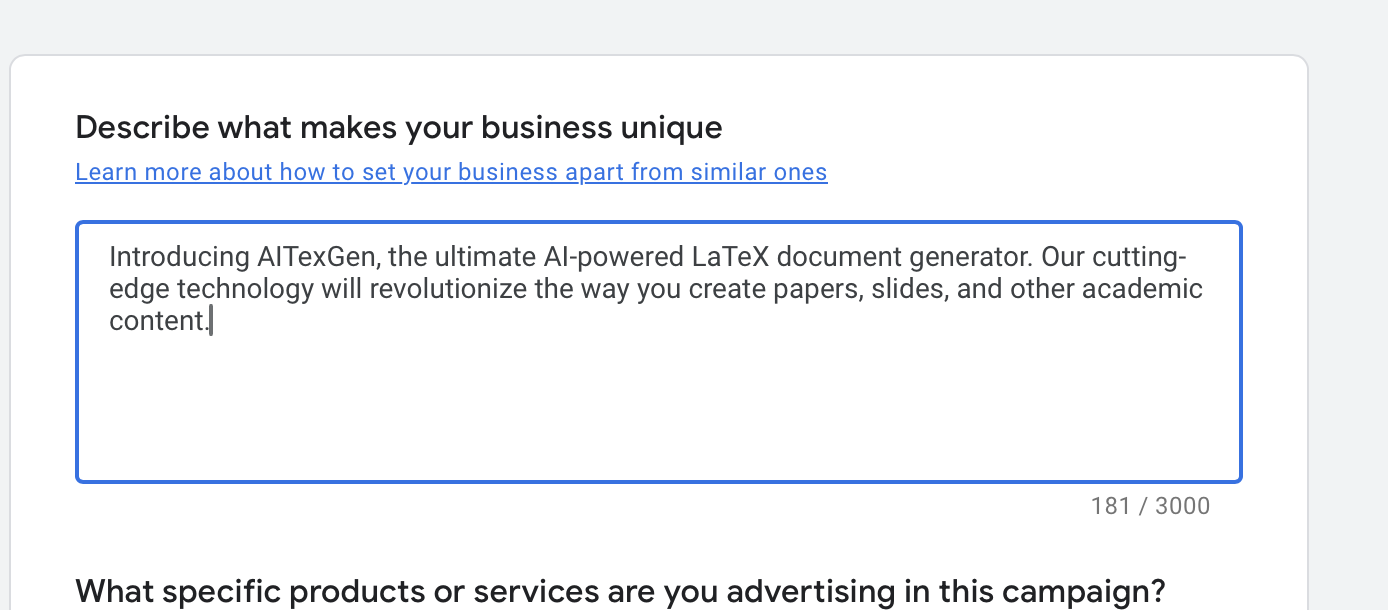 Describe what makes your business unique
Learn more about how to set your business apart from similar ones
Introducing AITexGen, the ultimate AI-powered LaTeX document generator. Our cutting-
edge technology will revolutionize the way you create papers, slides, and other academic
content.
181 / 3000
What specific products or services are you advertising in this campaign?